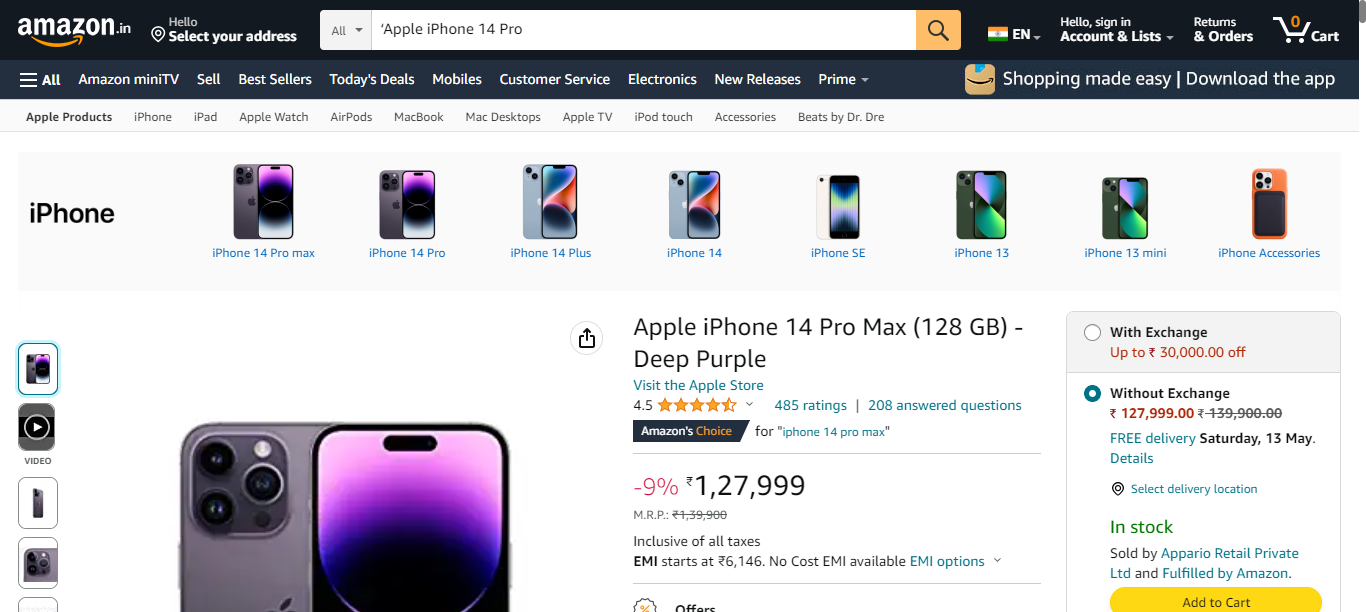 amazon.in
Hello
Select your address
All
‘Apple iPhone 14 Pro
EN
Hello, sign in
Account & Lists
Returns
& Orders
0
Cart
All
Amazon miniTV
Sell
Best Sellers
Today's Deals
Mobiles
Customer Service
Electronics
New Releases
Prime
Shopping made easy | Download the app
Apple Products
iPhone
iPad
Apple Watch
AirPods
MacBook
Mac Desktops
Apple TV
iPod touch
Accessories
Beats by Dr. Dre
iPhone
iPhone 14 Pro max
iPhone 14 Pro
iPhone 14 Plus
iPhone 14
iPhone SE
iPhone 13
iPhone 13 mini
iPhone Accessories
VIDEO
Apple iPhone 14 Pro Max (128 GB) -
Deep Purple
Visit the Apple Store
4.5
485 ratings | 208 answered questions
Amazon's Choice for "iphone 14 pro max"
-9% ₹1,27,999
M.R.P.: ₹1,39,900
Inclusive of all taxes
EMI starts at ₹6,146. No Cost EMI available EMI options
% Offers
With Exchange
Up to ₹ 30,000.00 off
Without Exchange
₹ 127,999.00 ₹ 139,900.00
FREE delivery Saturday, 13 May.
Details
Select delivery location
In stock
Sold by Appario Retail Private
Ltd and Fulfilled by Amazon.
Add to Cart